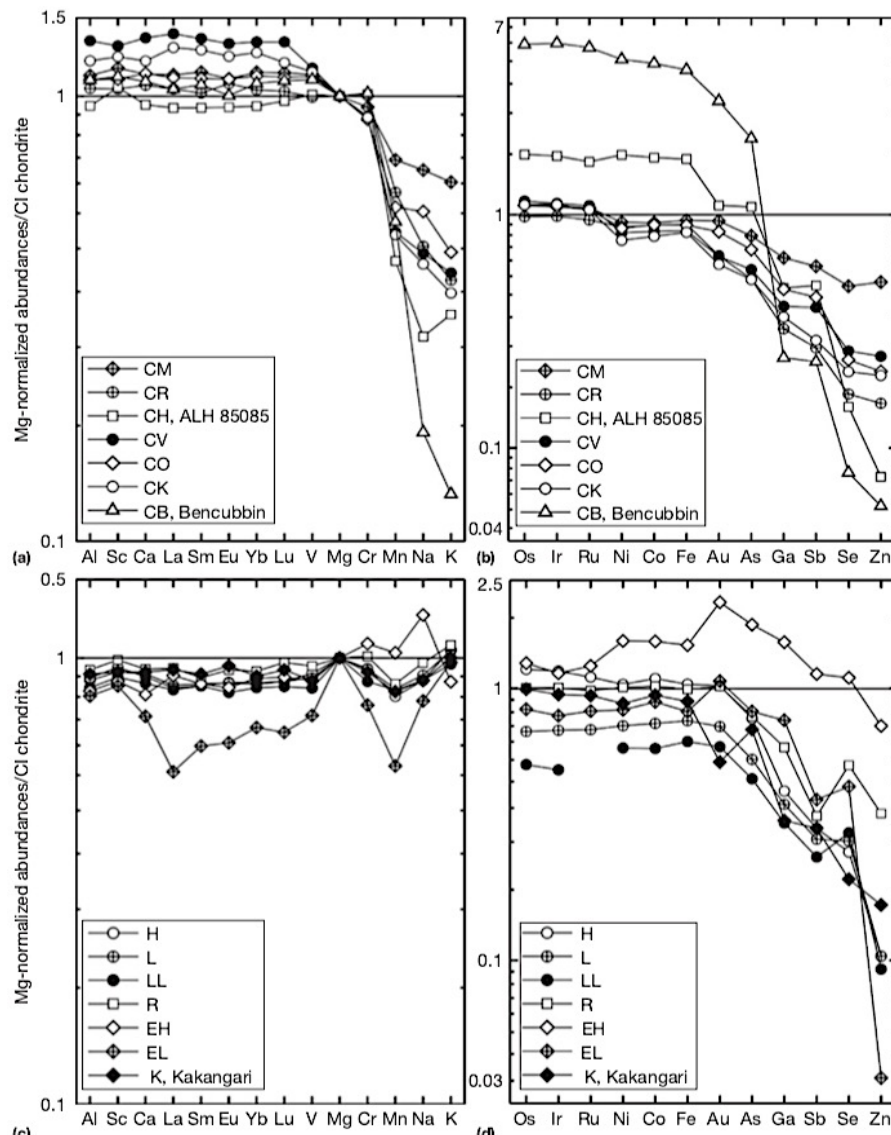 1.5
1
0.1
Mg-normalized abundances/CI chondrite
CM
CR
CH, ALH 85085
CV
CO
CK
CB, Bencubbin
(a)
Al Sc Ca La Sm Eu Yb Lu V Mg Cr Mn Na K
7
1
0.1
0.04
CM
CR
CH, ALH 85085
CV
CO
CK
CB, Bencubbin
(b)
Os Ir Ru Ni Co Fe Au As Ga Sb Se Zn
0.5
1
0.1
Mg-normalized abundances/CI chondrite
H
L
LL
R
EH
EL
K, Kakangari
(c)
Al Sc Ca La Sm Eu Yb Lu V Mg Cr Mn Na K
2.5
1
0.1
0.03
H
L
LL
R
EH
EL
K, Kakangari
(d)
Os Ir Ru Ni Co Fe Au As Ga Sb Se Zn